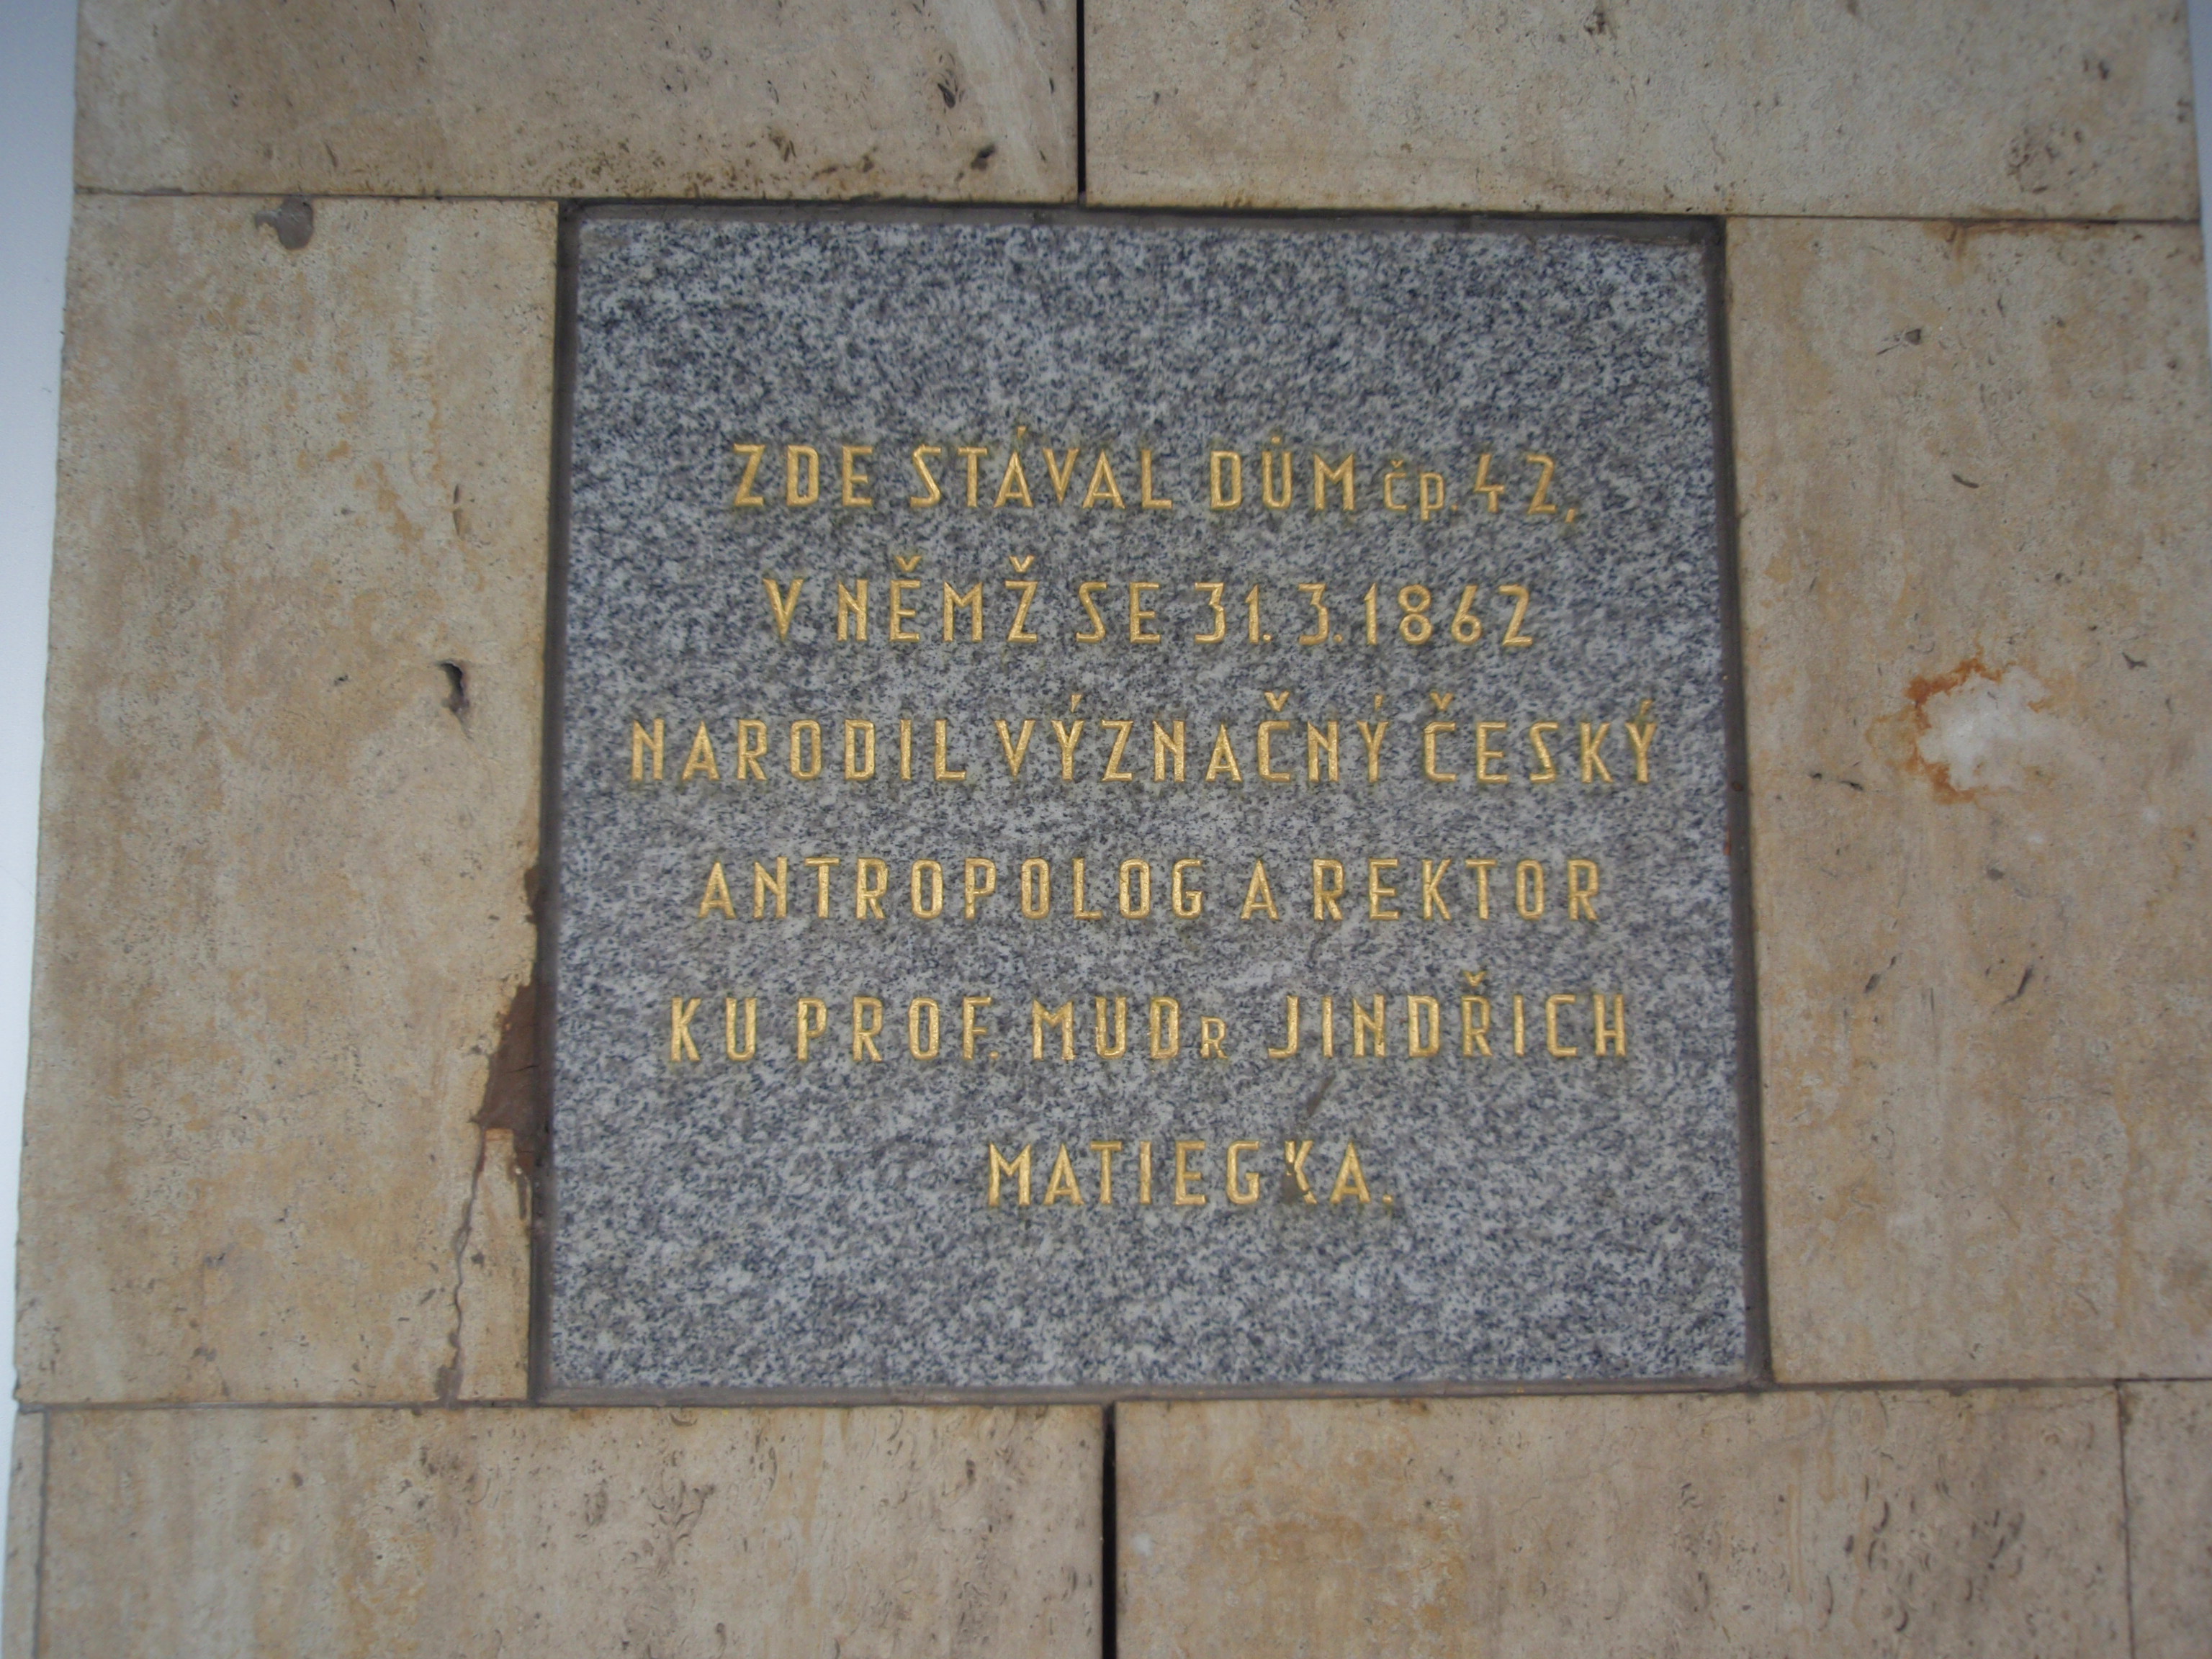 ZDE STÁVAL DŮM čp. 42,
V NĚMŽ SE 31. 3. 1862
NARODIL VÝZNAČNÝ ČESKÝ
ANTROPOLOG A REKTOR
KU PROF. MUDR JINDŘICH
MATIEGKA.